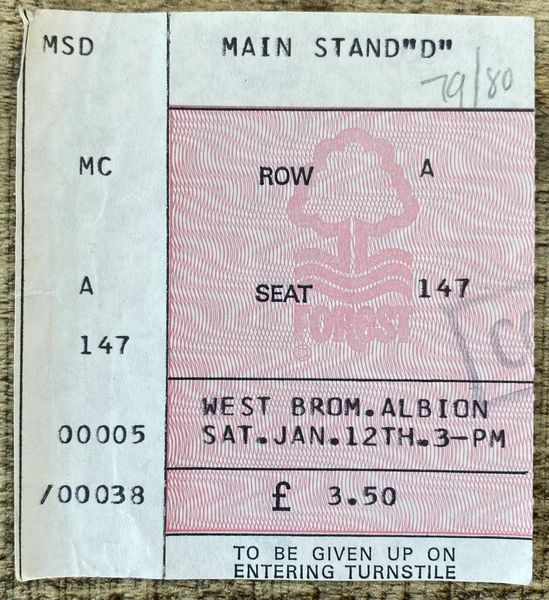 MSD
MAIN STAND"D"
79/80
MC
ROW A
A
SEAT 147
FOREST
147
WEST BROM.ALBION
00005
SAT.JAN.12TH.3-PM
/00038
£ 3.50
TO BE GIVEN UP ON
ENTERING TURNSTILE